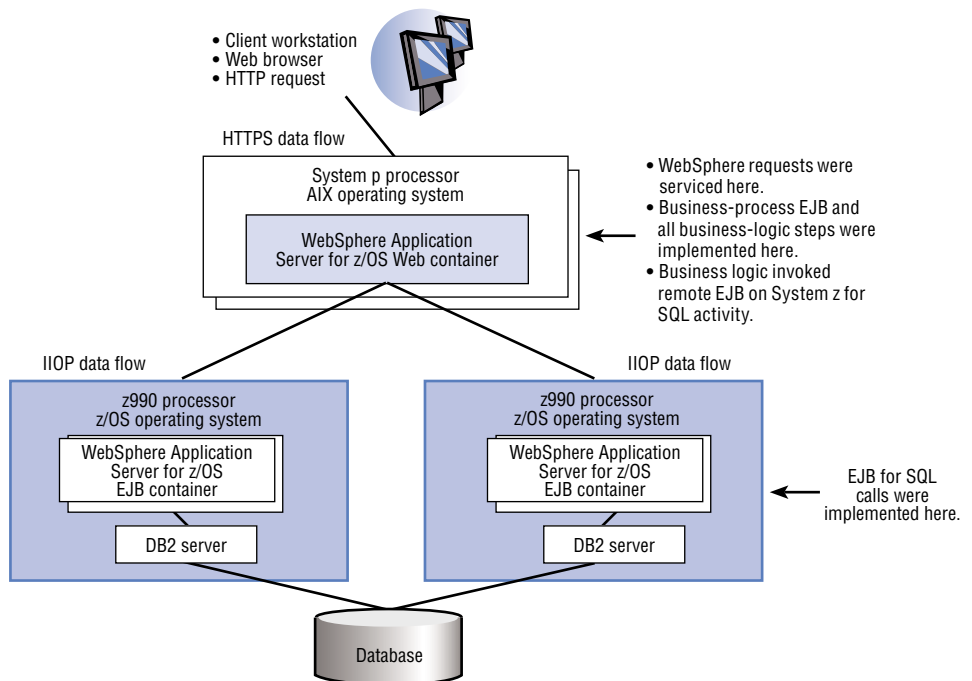 • Client workstation
• Web browser
• HTTP request
HTTPS data flow
System p processor
AIX operating system
WebSphere Application
Server for z/OS Web container
• WebSphere requests were
serviced here.
• Business-process EJB and
all business-logic steps were
implemented here.
• Business logic invoked
remote EJB on System z for
SQL activity.
IIOP data flow
z990 processor
z/OS operating system
WebSphere Application
Server for z/OS
EJB container
DB2 server
IIOP data flow
z990 processor
z/OS operating system
WebSphere Application
Server for z/OS
EJB container
DB2 server
EJB for SQL
calls were
implemented here.
Database